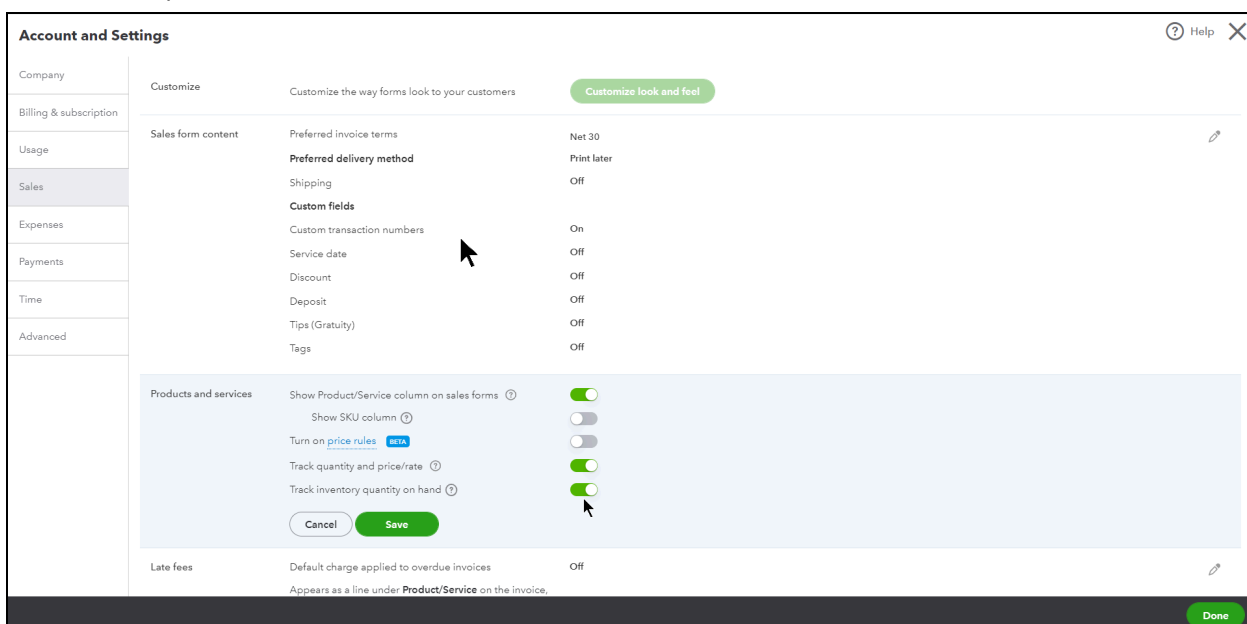 Account and Settings
Help
Company
Billing & subscription
Usage
Sales
Expenses
Payments
Time
Advanced
Customize
Customize the way forms look to your customers
Customize look and feel
Sales form content
Preferred invoice terms Net 30
Preferred delivery method Print later
Shipping Off
Custom fields
Custom transaction numbers On
Service date Off
Discount Off
Deposit Off
Tips (Gratuity) Off
Tags Off
Products and services
Show Product/Service column on sales forms
Show SKU column
Turn on price rules BETA
Track quantity and price/rate
Track inventory quantity on hand
Cancel Save
Late fees
Default charge applied to overdue invoices Off
Appears as a line under Product/Service on the invoice,
Done